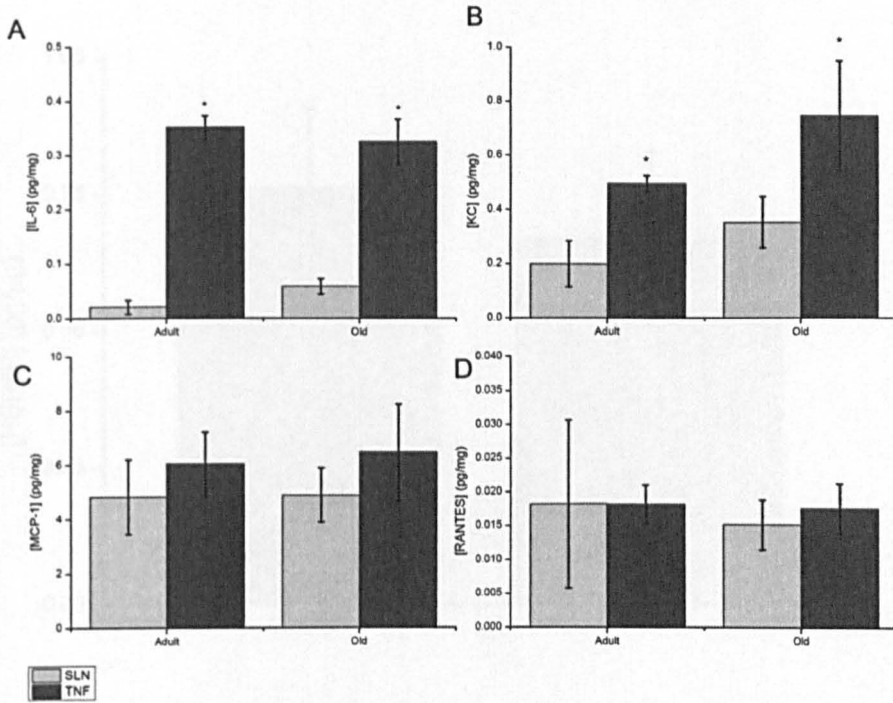 A
[IL-6] (pg/mg)
0.5
0.4
0.3
0.2
0.1
0.0
*
*
Adult
Old
B
[KC] (pg/mg)
1.0
0.8
0.6
0.4
0.2
0.0
*
*
Adult
Old
C
[MCP-1] (pg/mg)
10
8
6
4
2
0
Adult
Old
D
[RANTES] (pg/mg)
0.040
0.035
0.030
0.025
0.020
0.015
0.010
0.005
0.000
Adult
Old
SLN
TNF